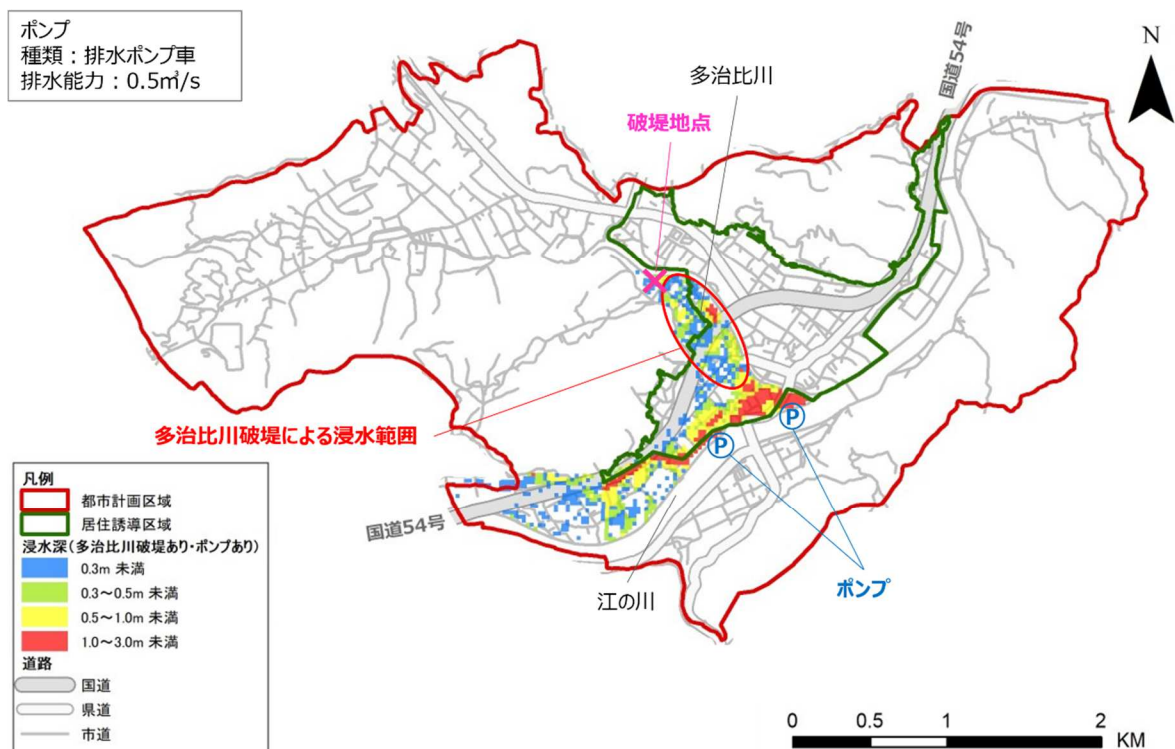 ポンプ
種類：排水ポンプ車
排水能力：0.5㎥/s
多治比川
国道54号
N
破堤地点
多治比川破堤による浸水範囲
P
P
国道54号
江の川
ポンプ
凡例
都市計画区域
居住誘導区域
浸水深(多治比川破堤あり・ポンプあり)
0.3m 未満
0.3～0.5m 未満
0.5～1.0m 未満
1.0～3.0m 未満
道路
国道
県道
市道
0 0.5 1 2
KM